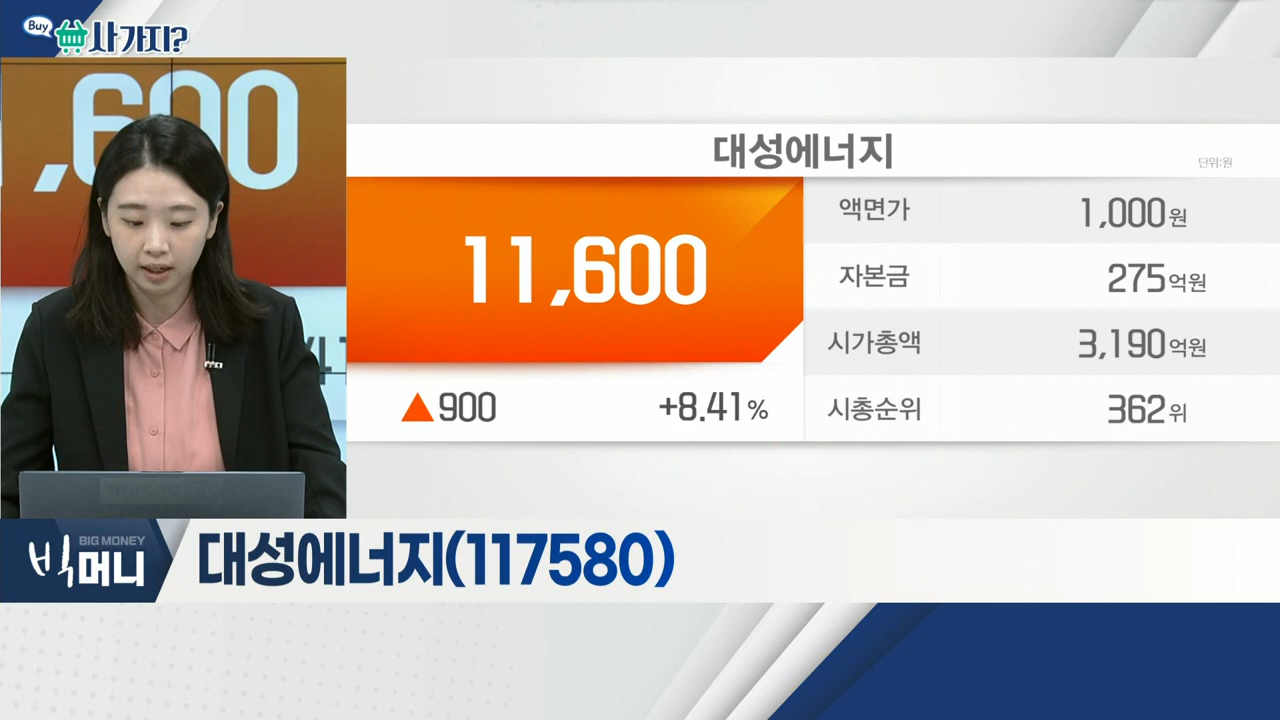 Buy
사가지?
,600
대성에너지
단위:원
11,600
▲900 +8.41%
액면가 1,000원
자본금 275억원
시가총액 3,190억원
시총순위 362위
BIG MONEY
빅머니
대성에너지(117580)